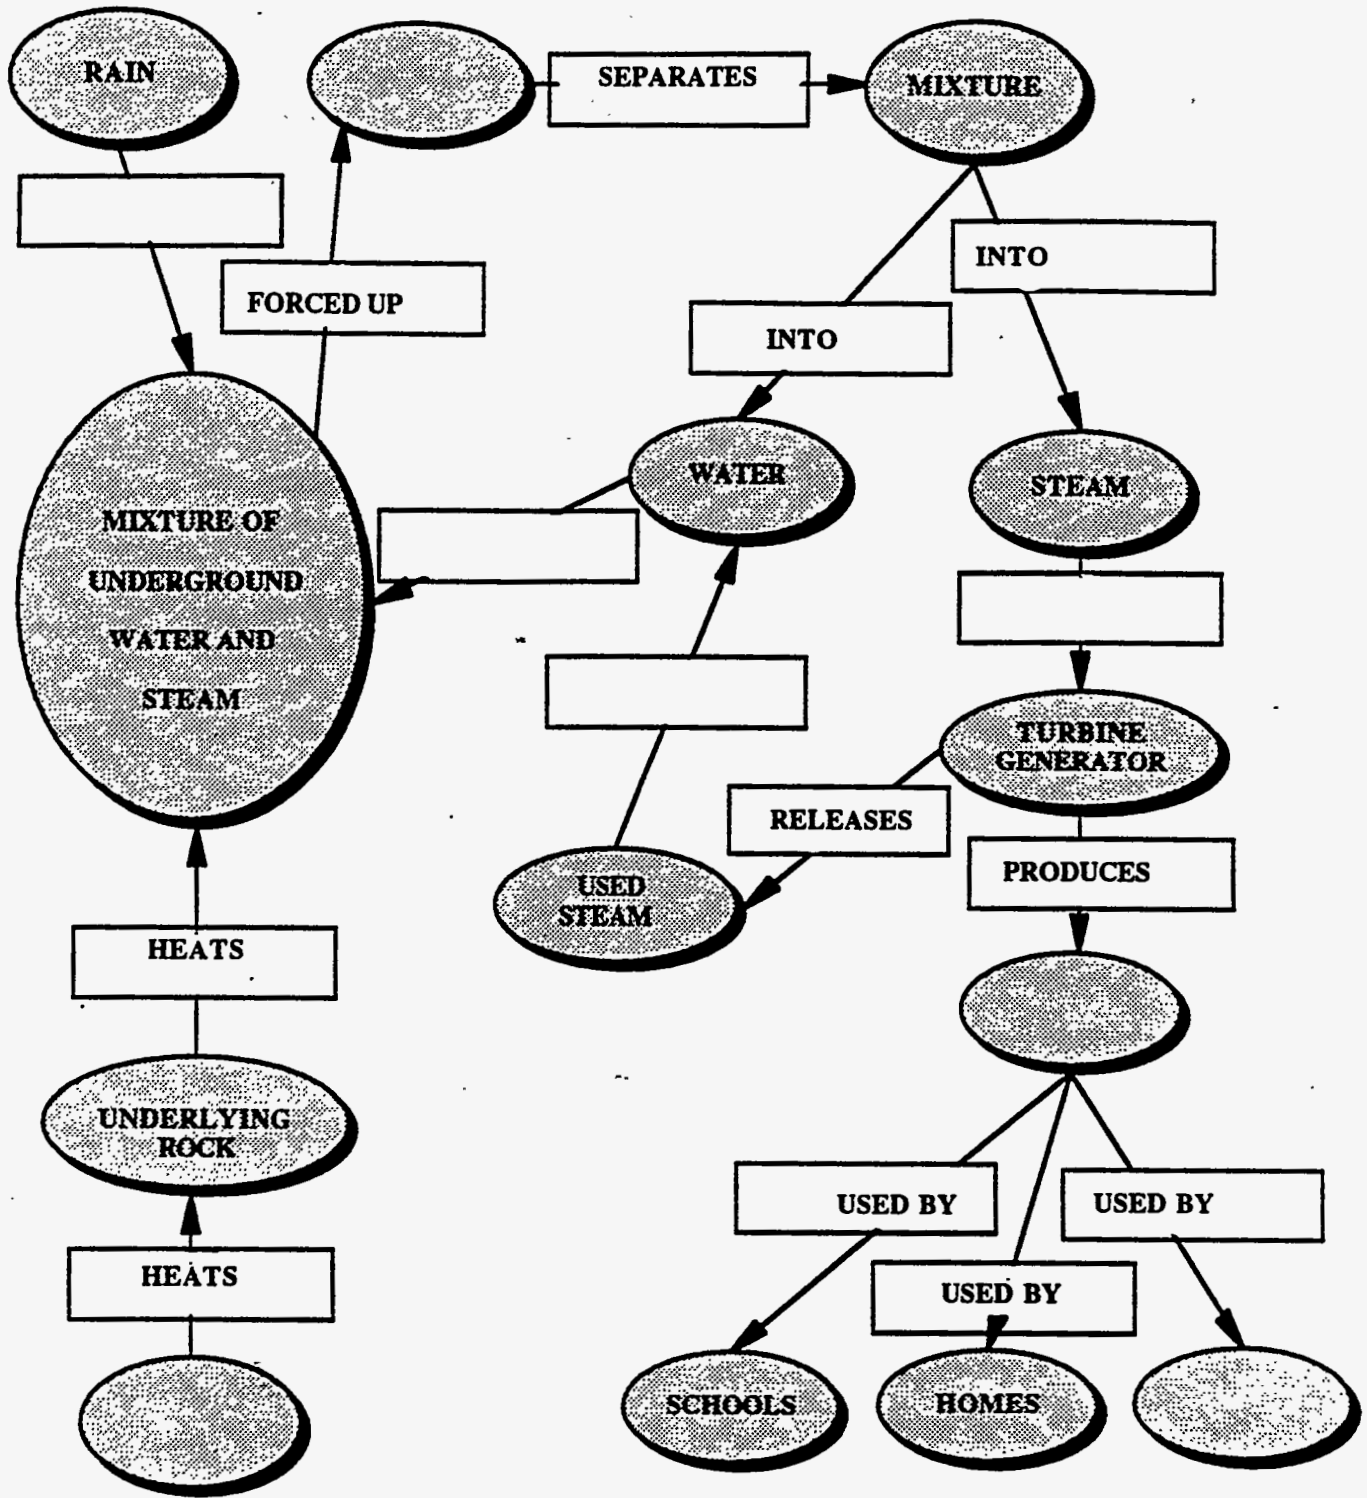 RAIN
SEPARATES
MIXTURE
INTO
FORCED UP
INTO
WATER
STEAM
MIXTURE OF
UNDERGROUND
WATER AND
STEAM
TURBINE
GENERATOR
RELEASES
PRODUCES
USED
STEAM
HEATS
UNDERLYING
ROCK
USED BY
USED BY
HEATS
USED BY
SCHOOLS
HOMES